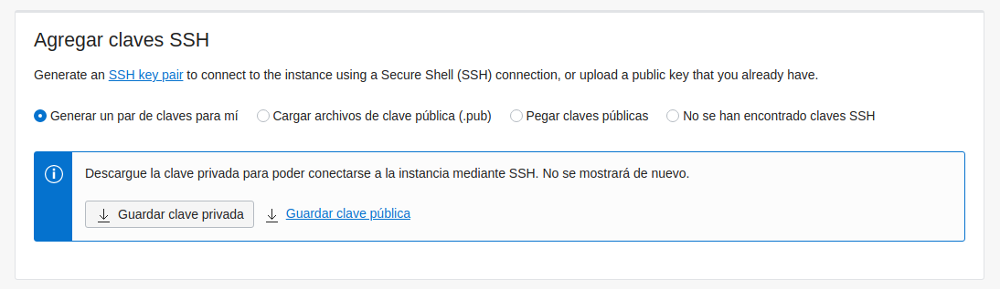 Agregar claves SSH
Generate an SSH key pair to connect to the instance using a Secure Shell (SSH) connection, or upload a public key that you already have.
Generar un par de claves para mí Cargar archivos de clave pública (.pub) Pegar claves públicas No se han encontrado claves SSH
Descargue la clave privada para poder conectarse a la instancia mediante SSH. No se mostrará de nuevo.
Guardar clave privada Guardar clave pública